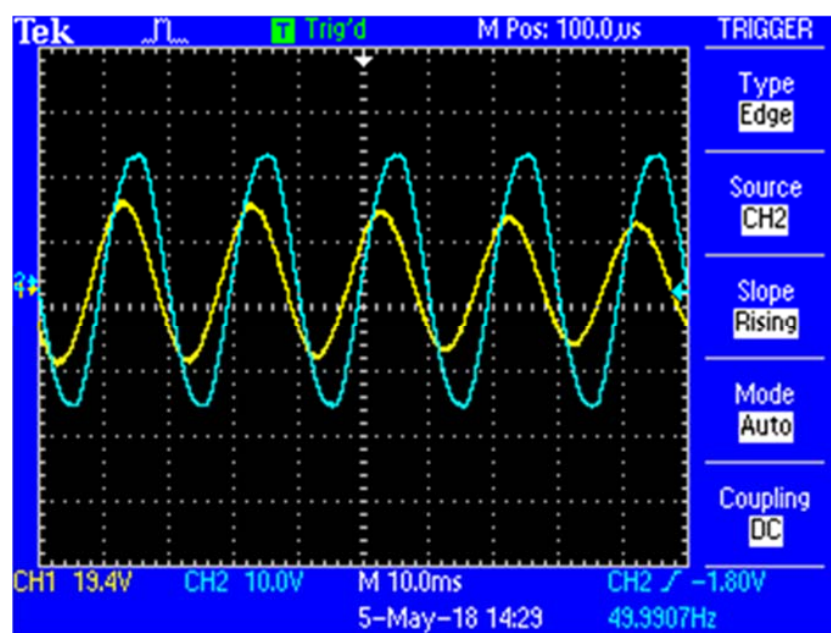 Tek T Trig'd M Pos: 100.0µs TRIGGER
Type
Edge
Source
CH2
Slope
Rising
Mode
Auto
Coupling
DC
CH1 19.4V CH2 10.0V M 10.0ms CH2 -1.80V
5-May-18 14:29 49.9907Hz